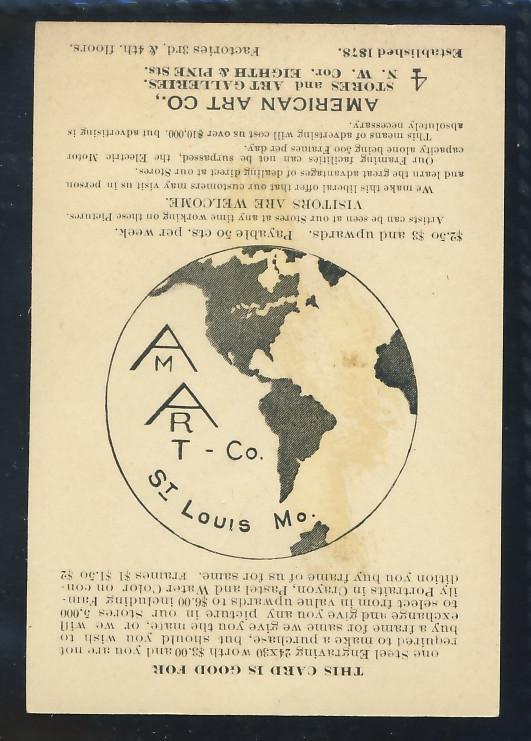 THIS CARD IS GOOD FOR
one Steel Engraving 24x30 worth $3.00 and you are not
required to make a purchase, but should you wish to
buy a frame for same we give you the mate, or we will
exchange and give you any picture in our Stores 5,000
to select from in value upwards to $6.00 including Fam-
ily Portraits in Crayon, Pastel and Water Color on con-
dition you buy frame of us for same. Frames $1 $1.50 $2
AM
ART - Co.
ST LOUIS MO.
$2.50 $3 and upwards. Payable 50 cts. per week.
Artists can be seen at our Stores at any time working on these Pictures.
VISITORS ARE WELCOME.
We make this liberal offer that our customers may visit us in person
and learn the great advantages of dealing direct at our Stores.
Our Framing facilities can not be surpassed, the Electric Motor
capacity alone being 500 Frames per day.
This means of advertising will cost us over $10,000, but advertising is
absolutely necessary.
AMERICAN ART CO.,
4 STORES and ART GALLERIES.
N. W. Cor. EIGHTH & PINE Sts.
Established 1878. Factories 3rd, & 4th. floors.